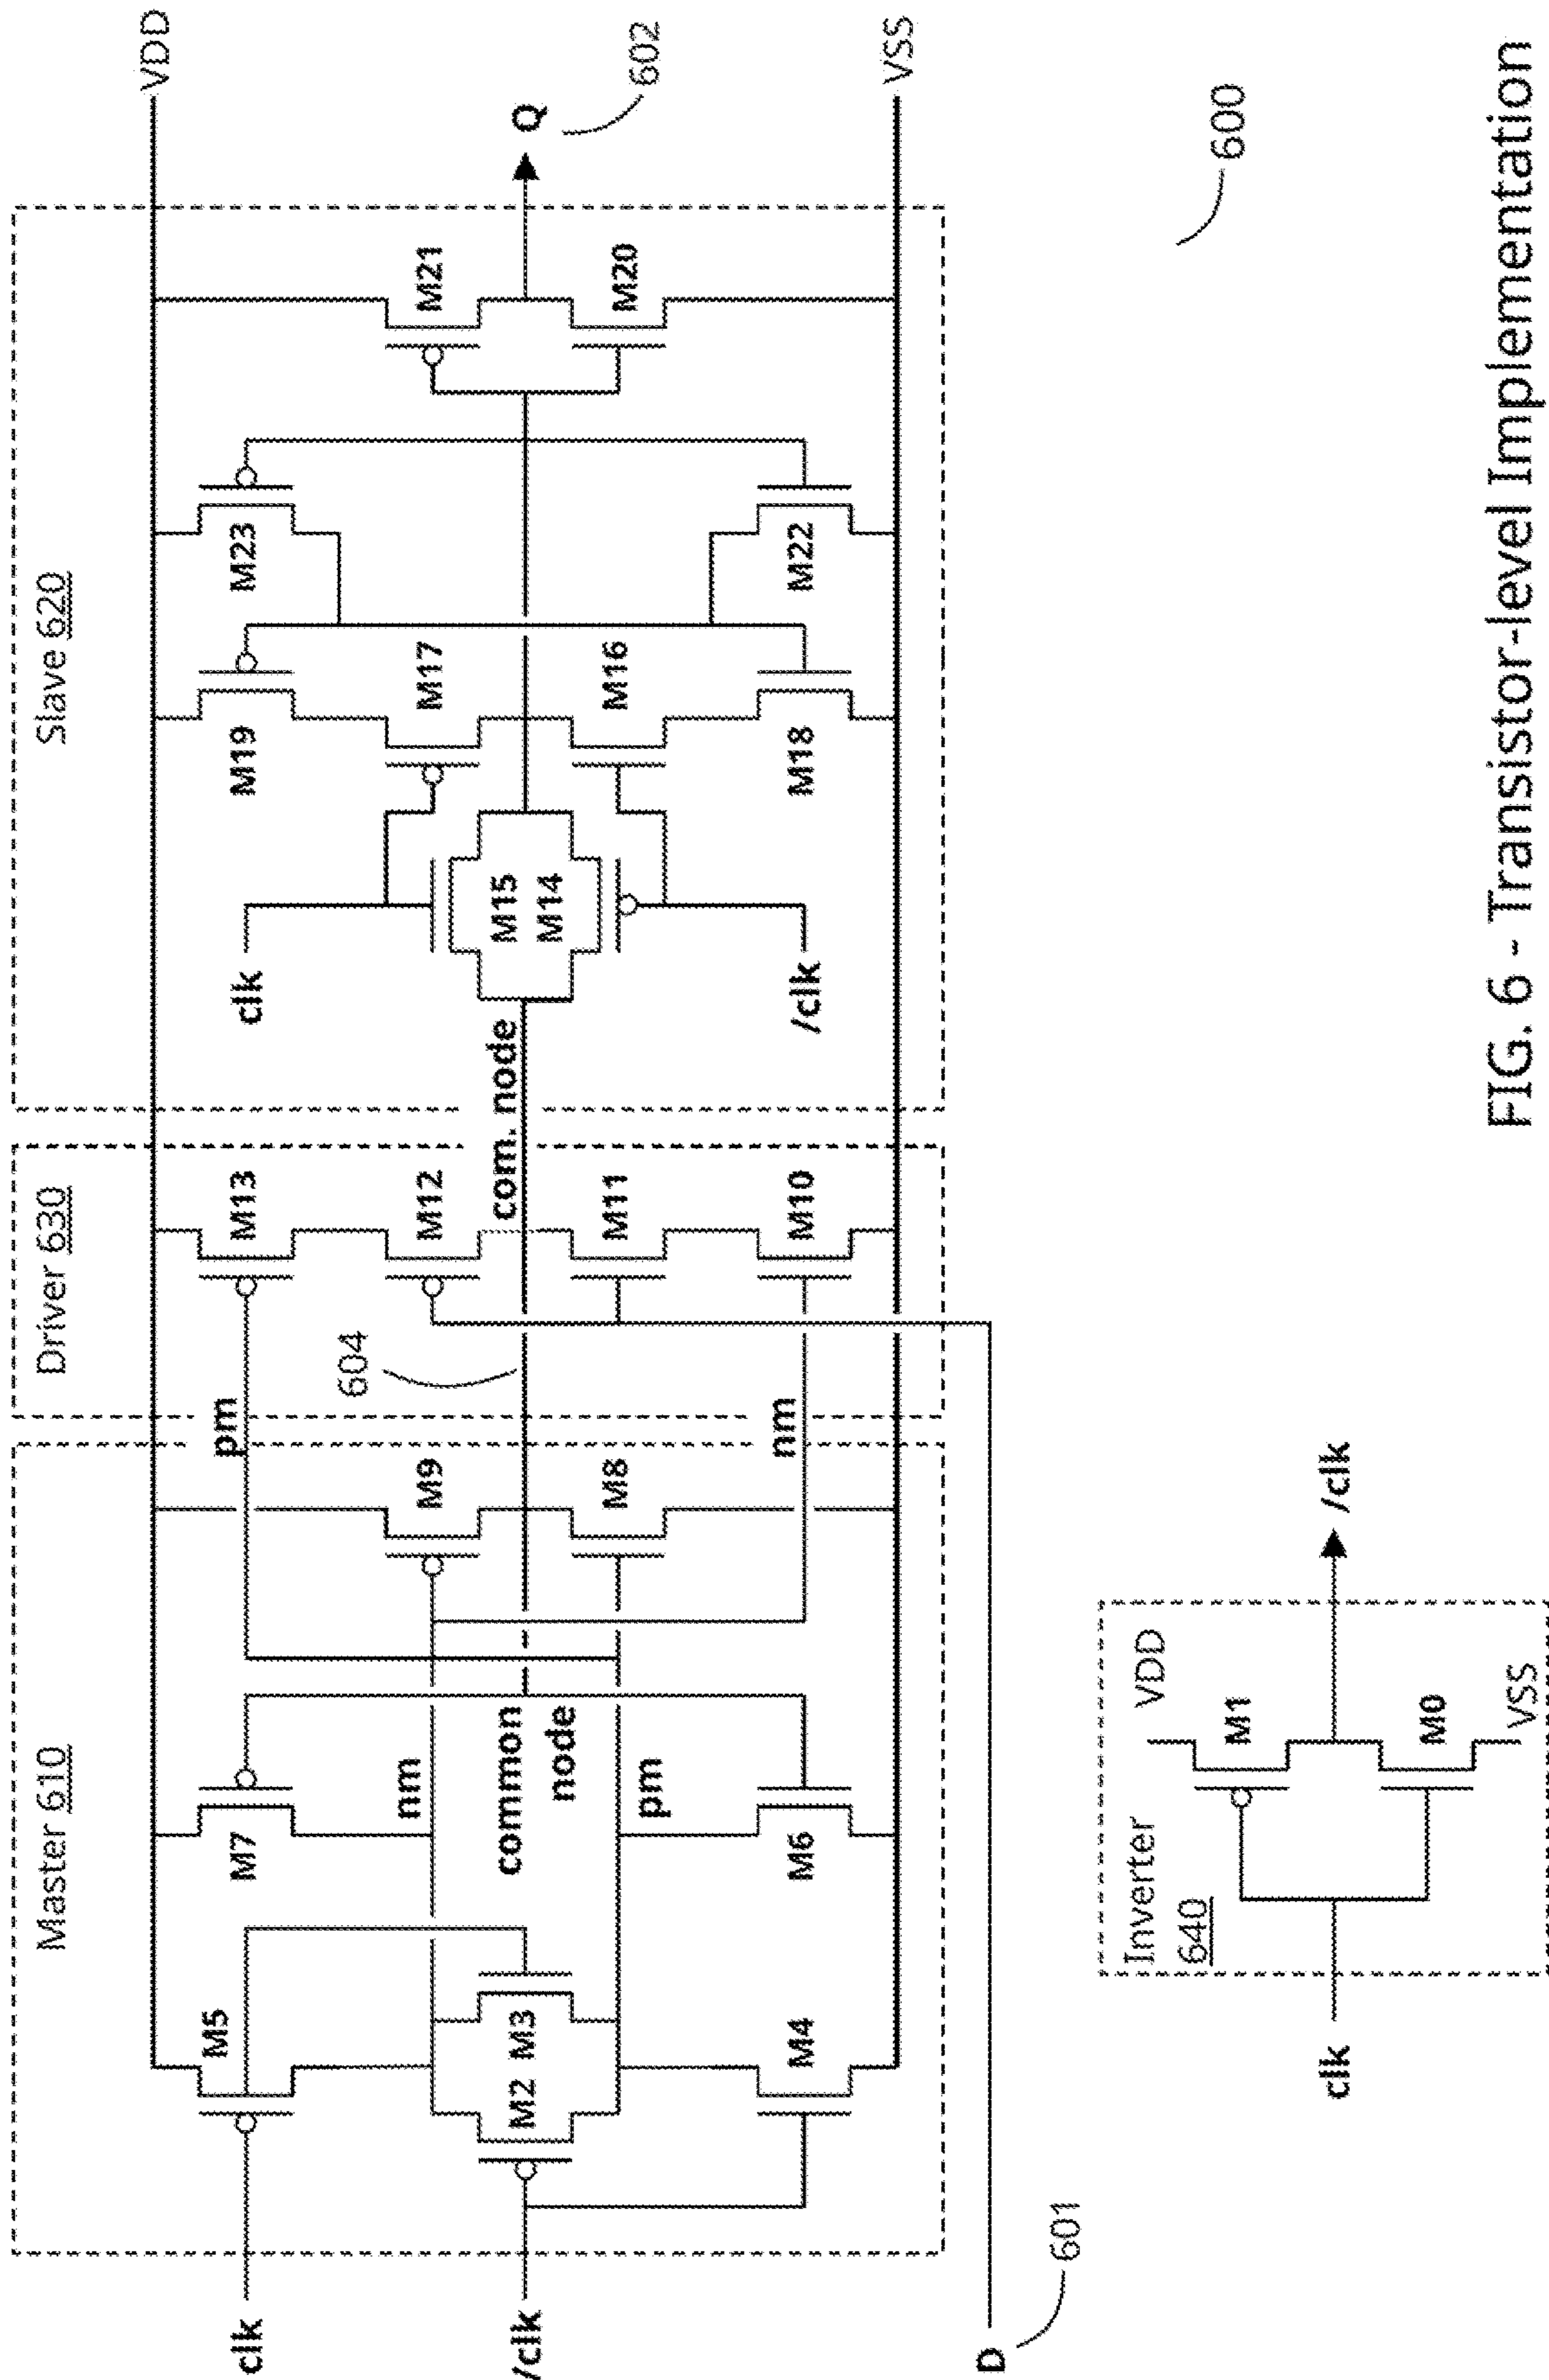 Master 610
Driver 630
Slave 620
VDD
M5
M7
pm
M13
M19
M23
clk
clk
nm
M9
M12
M17
M21
M2 M3
common
node
604
com. node
M15
M14
Q
602
/clk
pm
M8
M11
M16
M20
M4
M6
nm
M10
/clk
M18
M22
VSS
D
601
Inverter
640
VDD
M1
clk
/clk
M0
VSS
600
FIG. 6 - Transistor-level Implementation